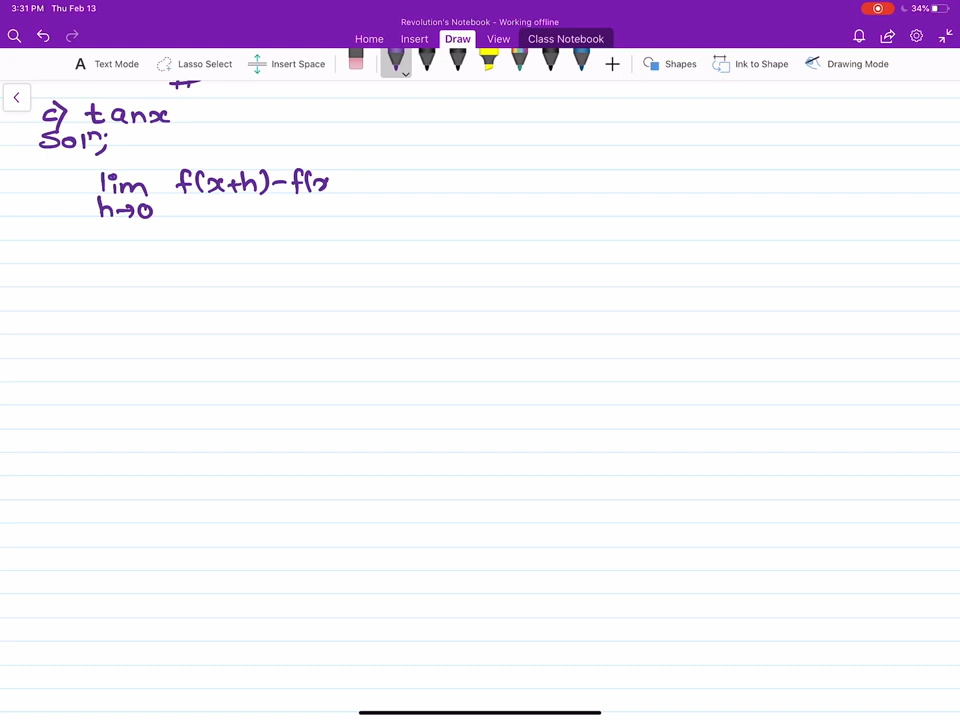 3:31 PM Thu Feb 13
34%
Revolution's Notebook - Working offline
Home Insert Draw View Class Notebook
A Text Mode Lasso Select Insert Space Shapes Ink to Shape Drawing Mode
c) tanx
Solⁿ;
lim f(x+h)-f(x
h→0